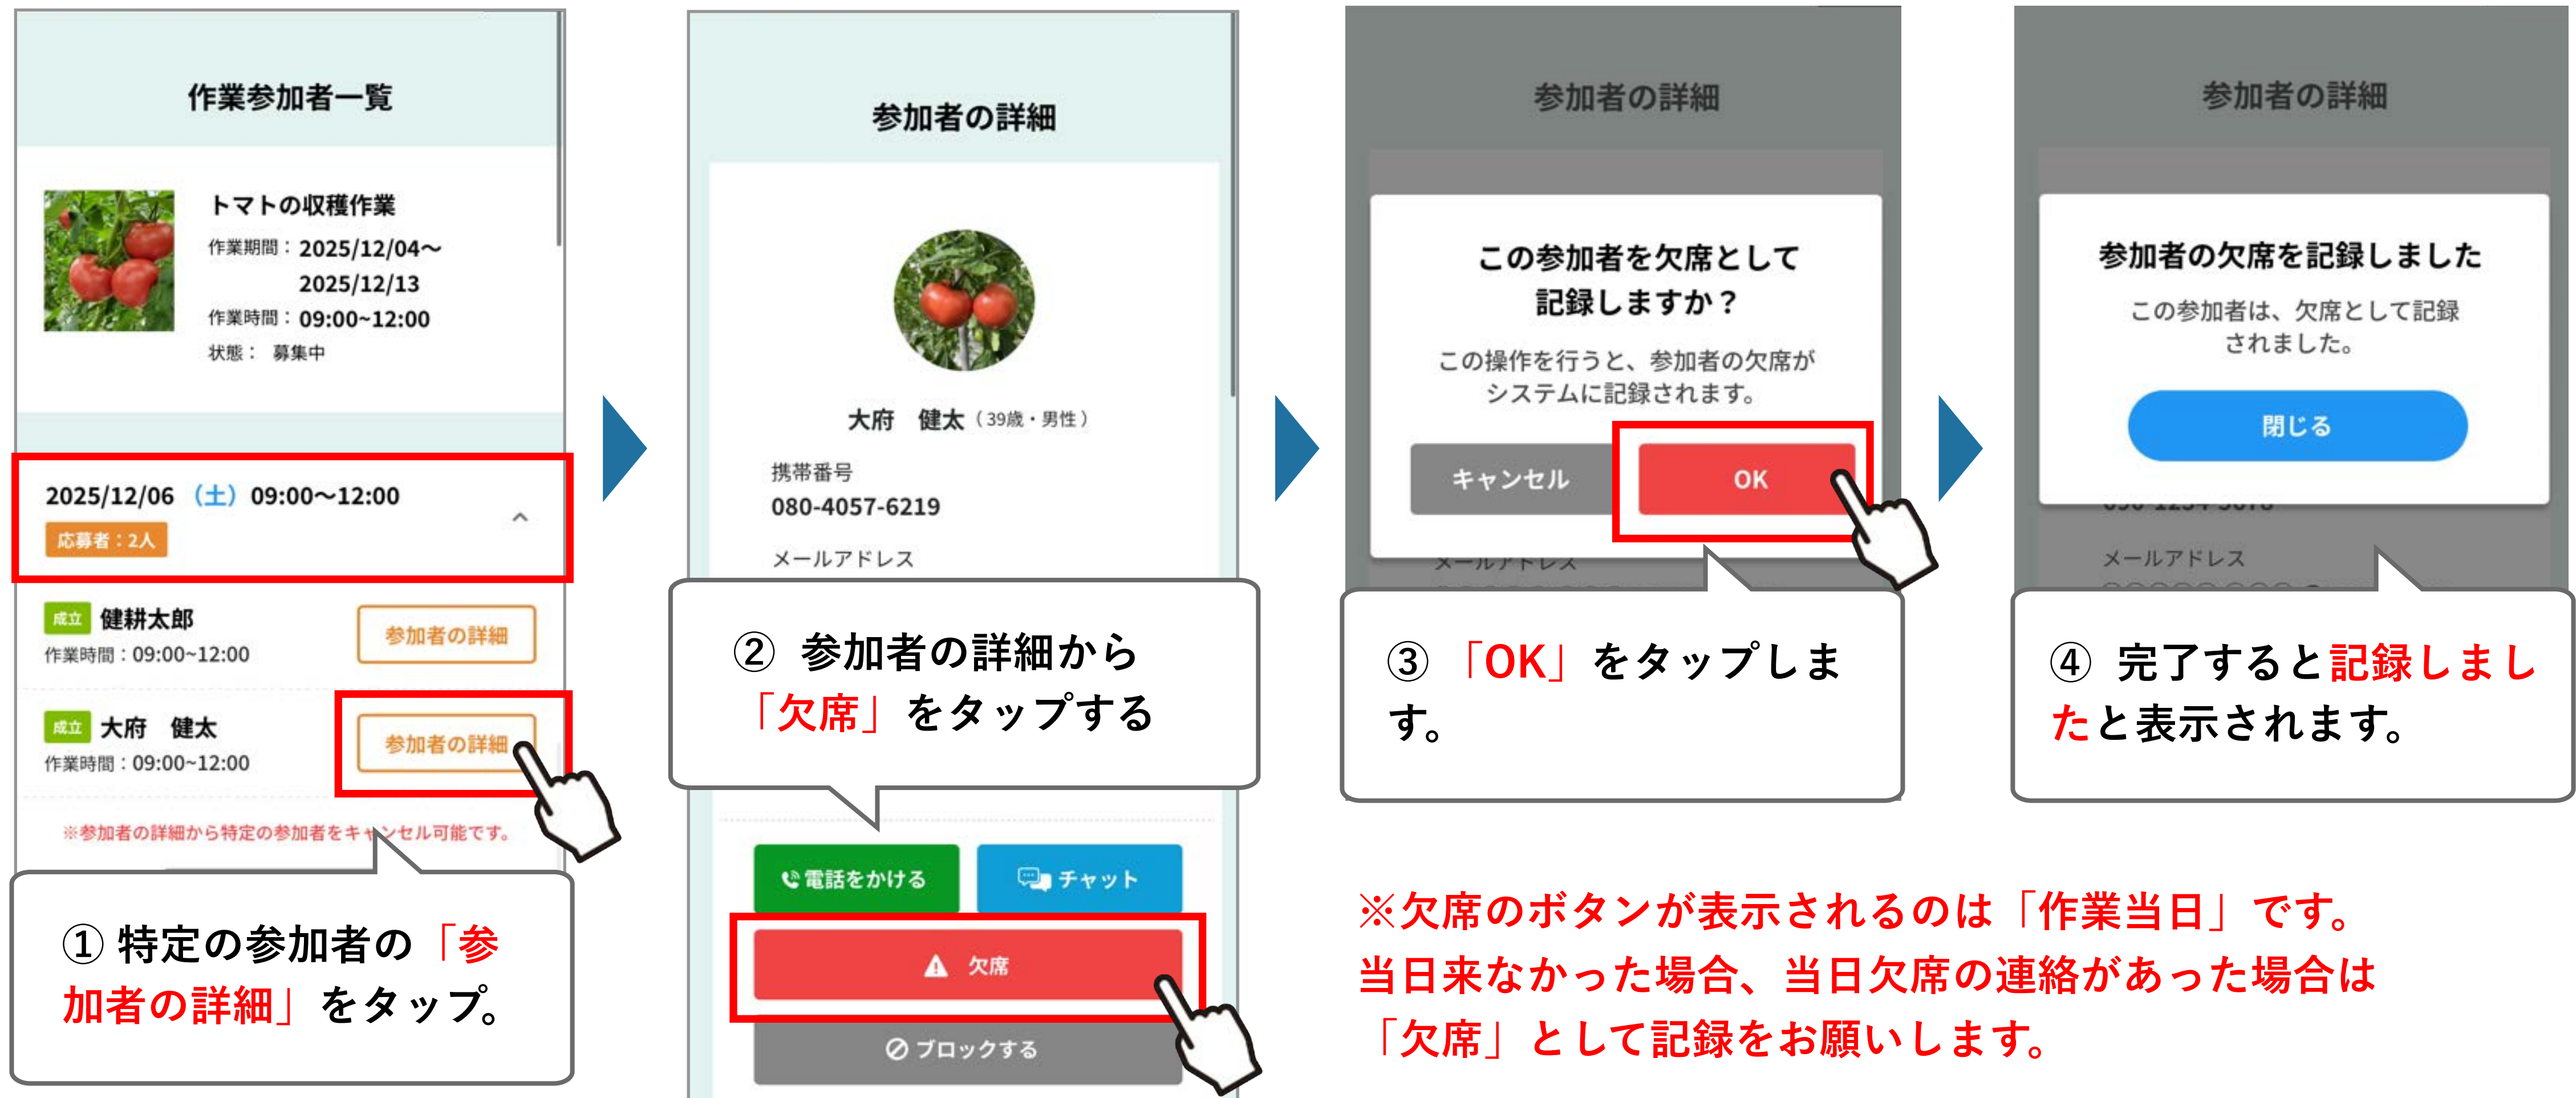 作業参加者一覧
トマトの収穫作業
作業期間：2025/12/04～
2025/12/13
作業時間：09:00~12:00
状態： 募集中
2025/12/06 （土）09:00～12:00
応募者：2人
成立 健耕太郎
作業時間：09:00~12:00
参加者の詳細
成立 大府 健太
作業時間：09:00~12:00
参加者の詳細
※参加者の詳細から特定の参加者をキャンセル可能です。
① 特定の参加者の「参
加者の詳細」をタップ。
参加者の詳細
大府 健太（39歳・男性）
携帯番号
080-4057-6219
メールアドレス
② 参加者の詳細から
「欠席」をタップする
電話をかける
チャット
欠席
ブロックする
参加者の詳細
この参加者を欠席として
記録しますか？
この操作を行うと、参加者の欠席が
システムに記録されます。
キャンセル
OK
メールアドレス
③ 「OK」をタップしま
す。
参加者の詳細
参加者の欠席を記録しました
この参加者は、欠席として記録
されました。
閉じる
メールアドレス
④ 完了すると記録しまし
たと表示されます。
※欠席のボタンが表示されるのは「作業当日」です。
当日来なかった場合、当日欠席の連絡があった場合は
「欠席」として記録をお願いします。